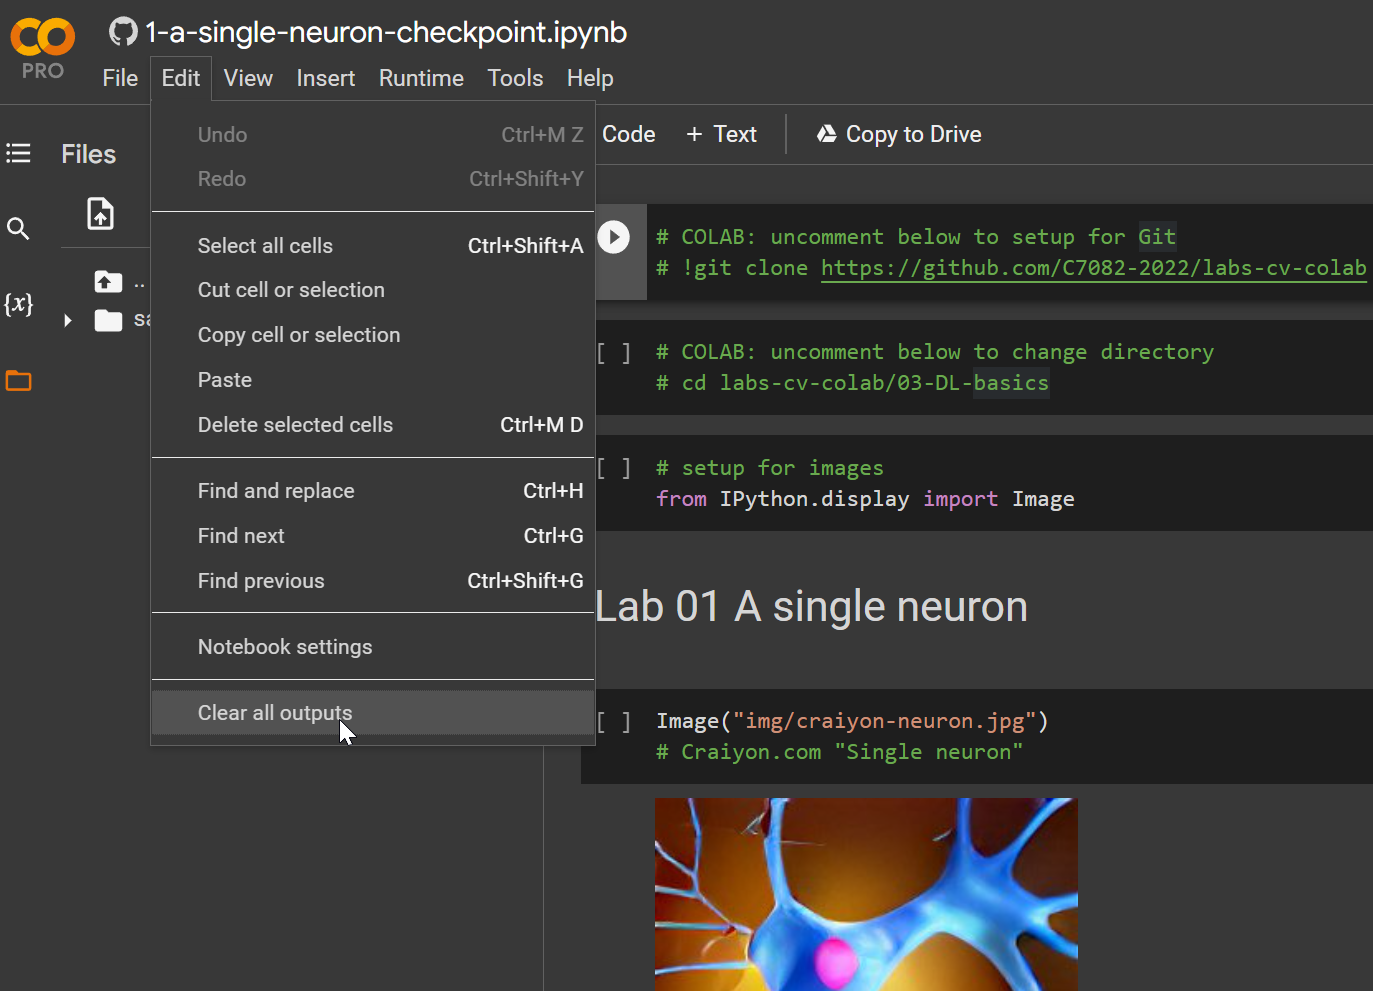 1-a-single-neuron-checkpoint.ipynb
PRO
File Edit View Insert Runtime Tools Help
Files
Undo Ctrl+M Z
Redo Ctrl+Shift+Y
Select all cells Ctrl+Shift+A
Cut cell or selection
Copy cell or selection
Paste
Delete selected cells Ctrl+M D
Find and replace Ctrl+H
Find next Ctrl+G
Find previous Ctrl+Shift+G
Notebook settings
Clear all outputs
{x}
..
Code + Text Copy to Drive
# COLAB: uncomment below to setup for Git
# !git clone https://github.com/C7082-2022/labs-cv-colab
[ ] # COLAB: uncomment below to change directory
# cd labs-cv-colab/03-DL-basics
[ ] # setup for images
from IPython.display import Image
Lab 01 A single neuron
[ ] Image("img/craiyon-neuron.jpg")
# Craiyon.com "Single neuron"